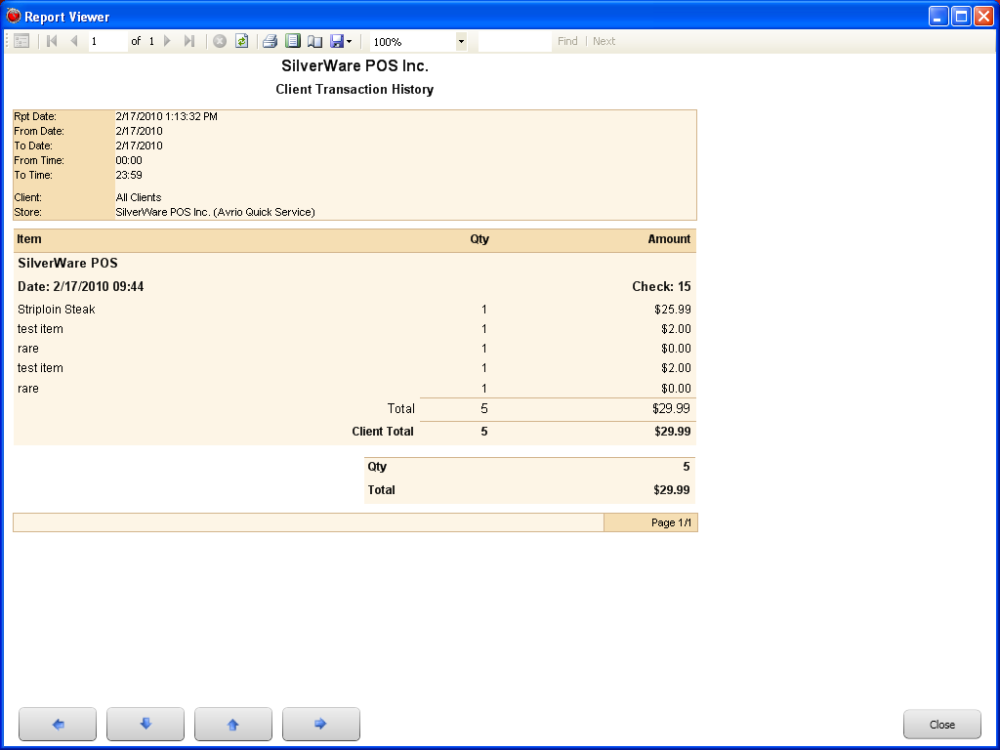 Report Viewer
1 of 1 100% Find Next
SilverWare POS Inc.
Client Transaction History
Rpt Date: 2/17/2010 1:13:32 PM
From Date: 2/17/2010
To Date: 2/17/2010
From Time: 00:00
To Time: 23:59
Client: All Clients
Store: SilverWare POS Inc. (Avrio Quick Service)
Item Qty Amount
SilverWare POS
Date: 2/17/2010 09:44 Check: 15
Striploin Steak 1 $25.99
test item 1 $2.00
rare 1 $0.00
test item 1 $2.00
rare 1 $0.00
Total 5 $29.99
Client Total 5 $29.99
Qty 5
Total $29.99
Page 1/1
Close